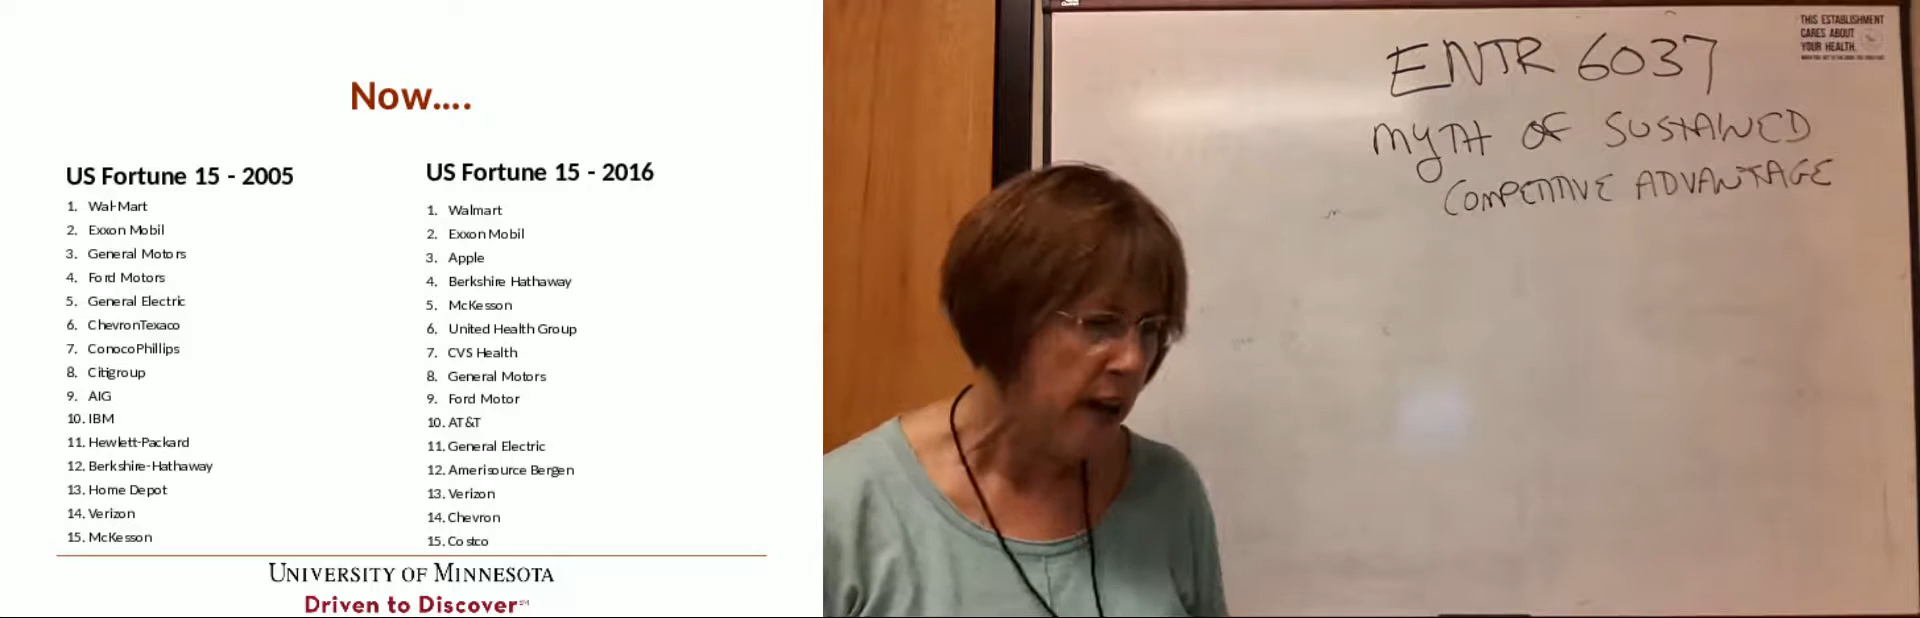 Now....
US Fortune 15 - 2005
1. Wal-Mart
2. Exxon Mobil
3. General Motors
4. Ford Motors
5. General Electric
6. ChevronTexaco
7. ConocoPhillips
8. Citigroup
9. AIG
10. IBM
11. Hewlett-Packard
12. Berkshire-Hathaway
13. Home Depot
14. Verizon
15. McKesson
US Fortune 15 - 2016
1. Walmart
2. Exxon Mobil
3. Apple
4. Berkshire Hathaway
5. McKesson
6. United Health Group
7. CVS Health
8. General Motors
9. Ford Motor
10. AT&T
11. General Electric
12. Amerisource Bergen
13. Verizon
14. Chevron
15. Costco
UNIVERSITY OF MINNESOTA
Driven to Discover
ENTR 6037
MYTH OF SUSTAINED
COMPETITIVE ADVANTAGE
THIS ESTABLISHMENT
CARES ABOUT
YOUR HEALTH.